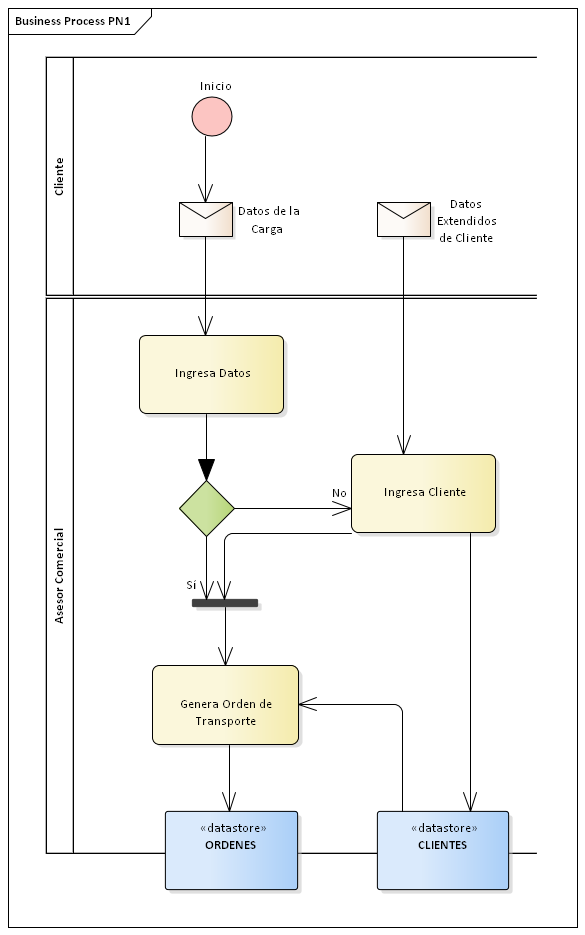 Business Process PN1
Cliente
Inicio
Datos de la
Carga
Datos
Extendidos
de Cliente
Asesor Comercial
Ingresa Datos
No
Ingresa Cliente
Sí
Genera Orden de
Transporte
«datastore»
ORDENES
«datastore»
CLIENTES